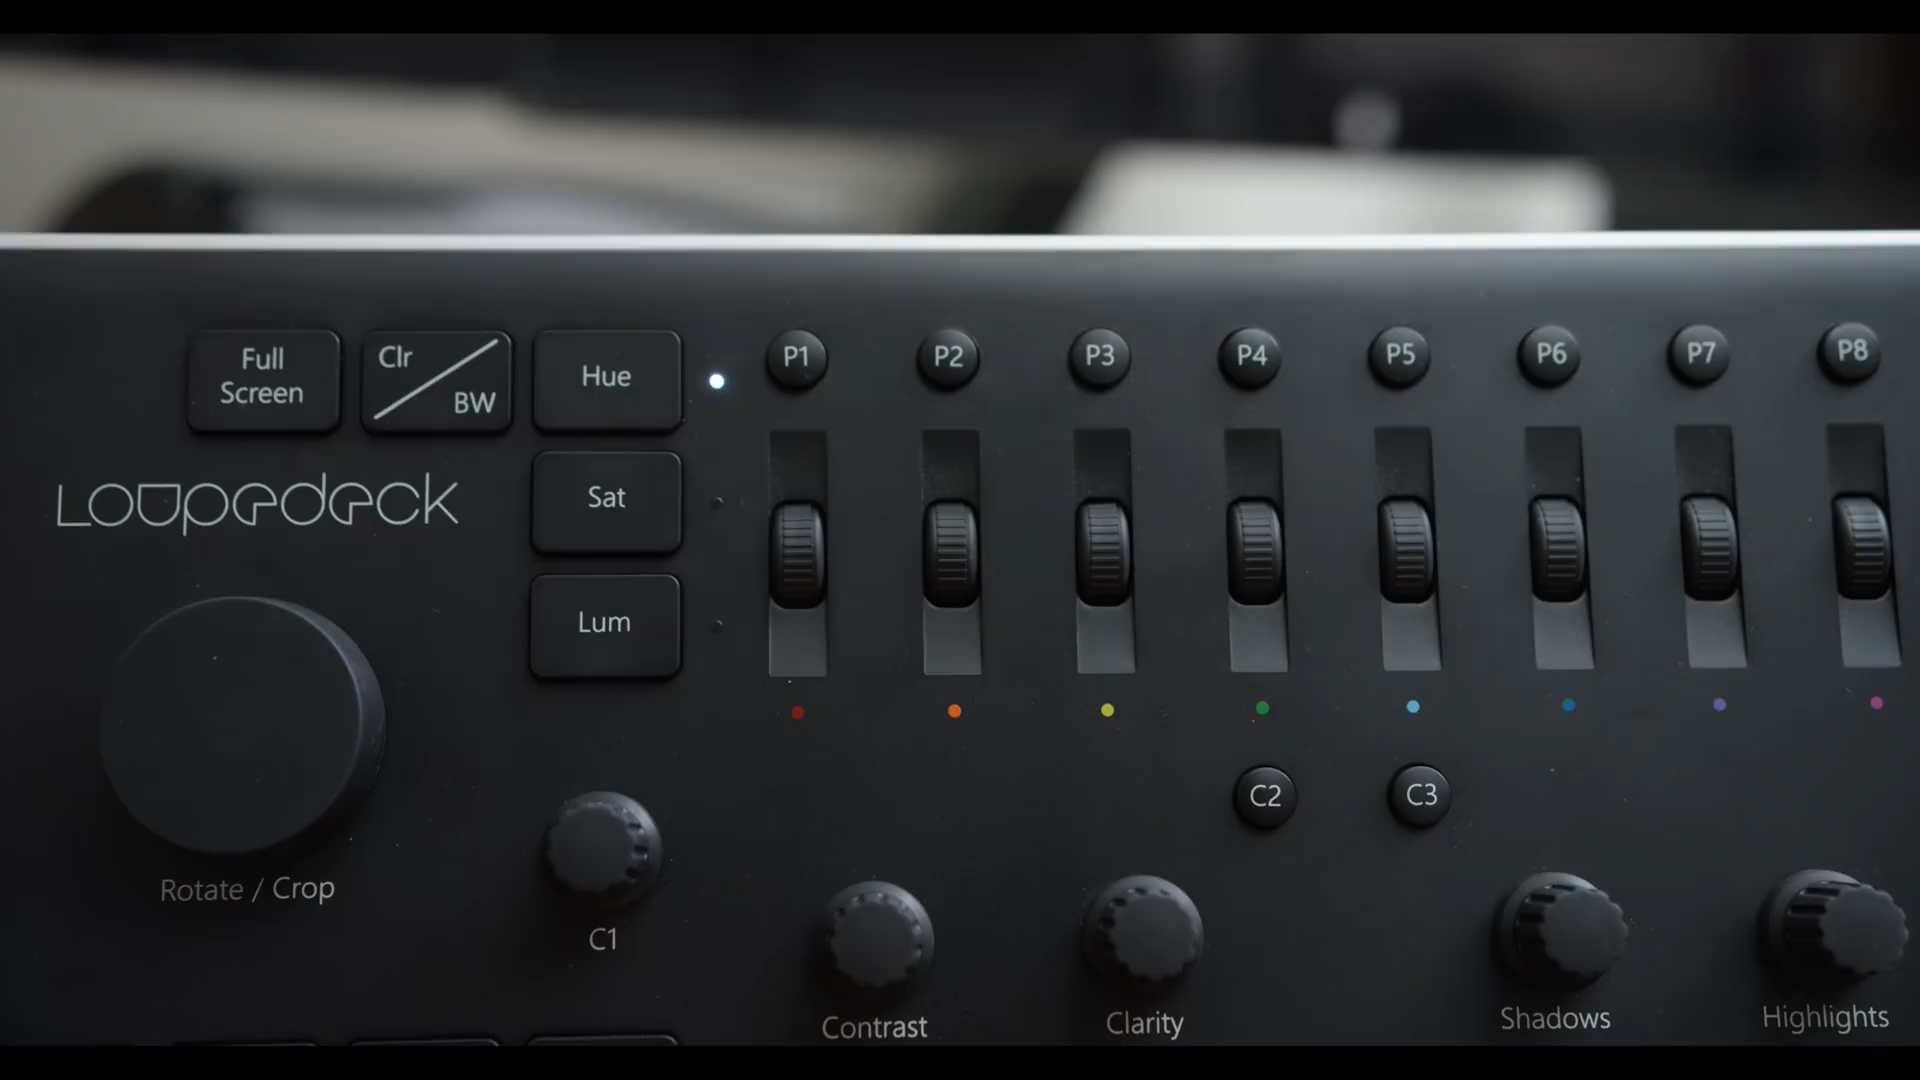 Full
Screen
Clr
BW
Hue
P1
P2
P3
P4
P5
P6
P7
P8
Loupedeck
Sat
Lum
C2
C3
Rotate / Crop
C1
Contrast
Clarity
Shadows
Highlights